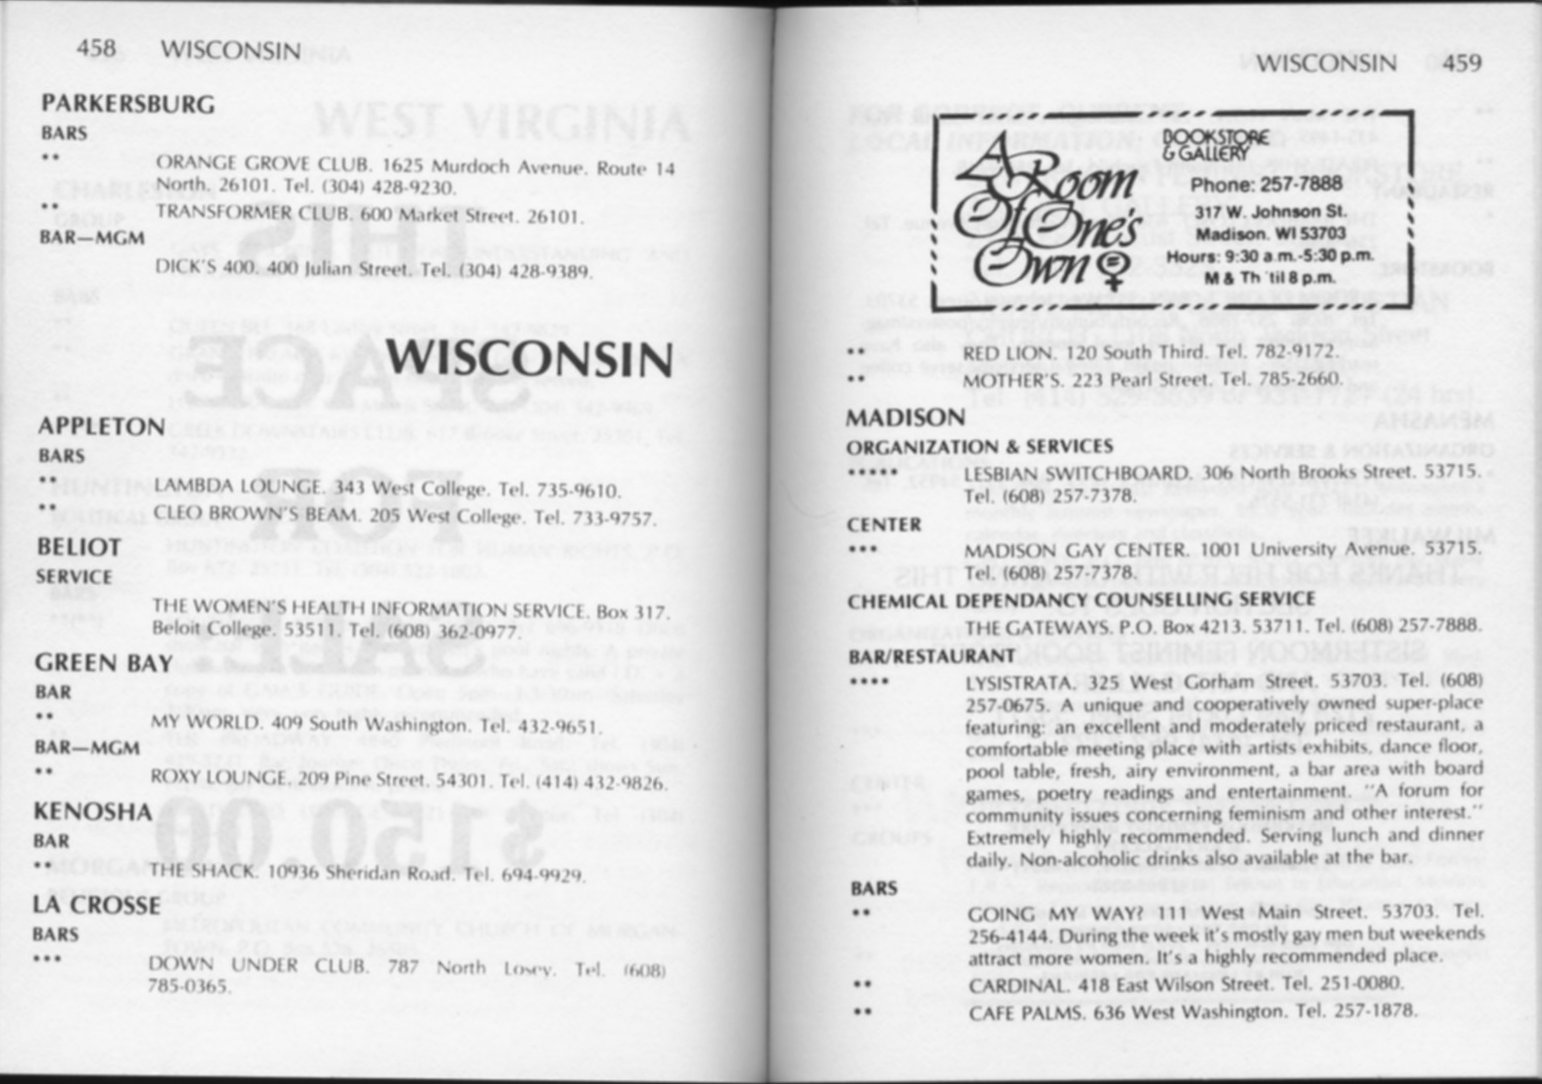 458 WISCONSIN
PARKERSBURG
BARS
** ORANGE GROVE CLUB. 1625 Murdoch Avenue. Route 14
North. 26101. Tel. (304) 428-9230.
** TRANSFORMER CLUB. 600 Market Street. 26101.
BAR—MGM
DICK'S 400. 400 Julian Street. Tel. (304) 428-9389.
WISCONSIN
APPLETON
BARS
** LAMBDA LOUNGE. 343 West College. Tel. 735-9610.
** CLEO BROWN'S BEAM. 205 West College. Tel. 733-9757.
BELIOT
SERVICE
THE WOMEN'S HEALTH INFORMATION SERVICE. Box 317.
Beloit College. 53511. Tel. (608) 362-0977.
GREEN BAY
BAR
** MY WORLD. 409 South Washington. Tel. 432-9651.
BAR—MGM
** ROXY LOUNGE. 209 Pine Street. 54301. Tel. (414) 432-9826.
KENOSHA
BAR
** THE SHACK. 10936 Sheridan Road. Tel. 694-9929.
LA CROSSE
BARS
*** DOWN UNDER CLUB. 787 North Losey. Tel. (608)
785-0365.
WISCONSIN 459
A Room
Of One's
Own
BOOKSTORE
& GALLERY
Phone: 257-7888
317 W. Johnson St.
Madison. WI 53703
Hours: 9:30 a.m.-5:30 p.m.
M & Th 'til 8 p.m.
** RED LION. 120 South Third. Tel. 782-9172.
** MOTHER'S. 223 Pearl Street. Tel. 785-2660.
MADISON
ORGANIZATION & SERVICES
***** LESBIAN SWITCHBOARD. 306 North Brooks Street. 53715.
Tel. (608) 257-7378.
CENTER
*** MADISON GAY CENTER. 1001 University Avenue. 53715.
Tel. (608) 257-7378.
CHEMICAL DEPENDANCY COUNSELLING SERVICE
THE GATEWAYS. P.O. Box 4213. 53711. Tel. (608) 257-7888.
BAR/RESTAURANT
**** LYSISTRATA. 325 West Gorham Street. 53703. Tel. (608)
257-0675. A unique and cooperatively owned super-place
featuring: an excellent and moderately priced restaurant, a
comfortable meeting place with artists exhibits, dance floor,
pool table, fresh, airy environment, a bar area with board
games, poetry readings and entertainment. "A forum for
community issues concerning feminism and other interest."
Extremely highly recommended. Serving lunch and dinner
daily. Non-alcoholic drinks also available at the bar.
BARS
** GOING MY WAY? 111 West Main Street. 53703. Tel.
256-4144. During the week it's mostly gay men but weekends
attract more women. It's a highly recommended place.
** CARDINAL. 418 East Wilson Street. Tel. 251-0080.
** CAFE PALMS. 636 West Washington. Tel. 257-1878.